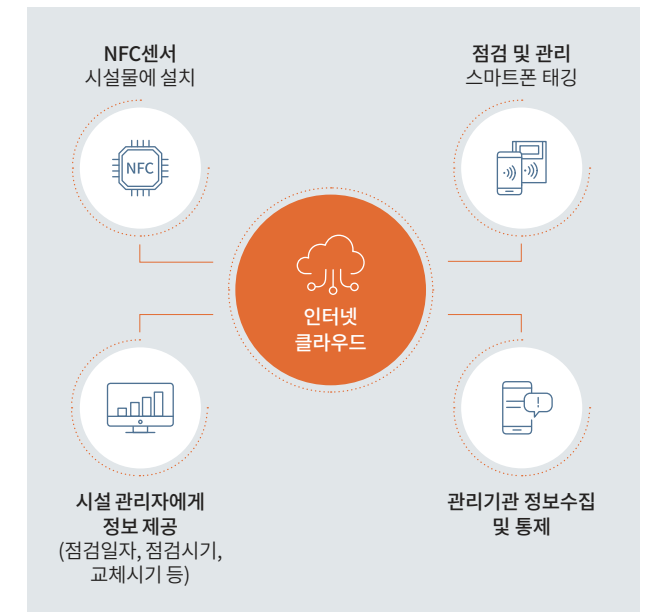 NFC센서
시설물에 설치
점검 및 관리
스마트폰 태깅
NFC
인터넷
클라우드
시설 관리자에게
정보 제공
(점검일자, 점검시기,
교체시기 등)
관리기관 정보수집
및 통제